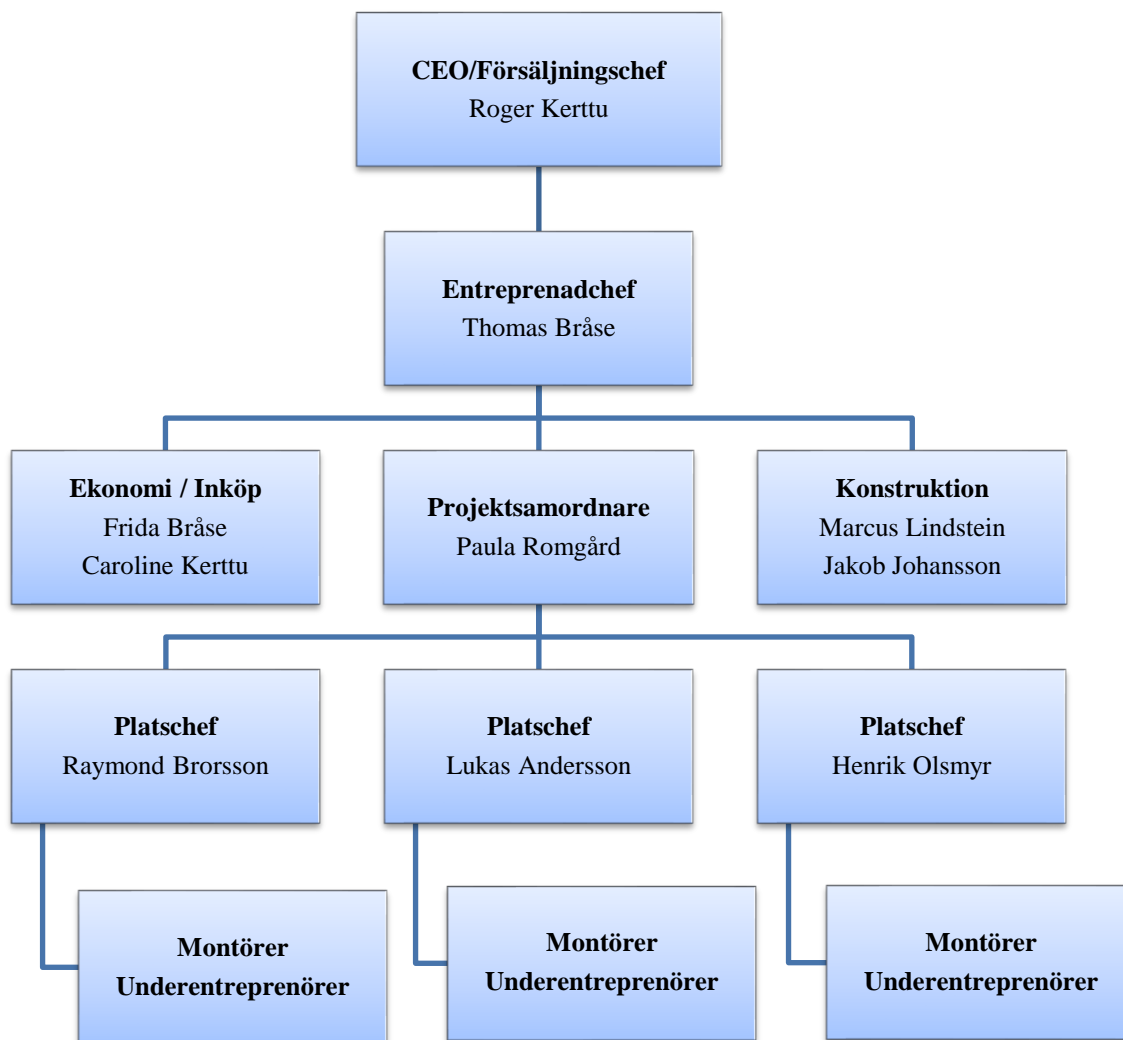 CEO/Försäljningschef
Roger Kerttu
Entreprenadchef
Thomas Bråse
Ekonomi / Inköp
Frida Bråse
Caroline Kerttu
Projektsamordnare
Paula Romgård
Konstruktion
Marcus Lindstein
Jakob Johansson
Platschef
Raymond Brorsson
Platschef
Lukas Andersson
Platschef
Henrik Olsmyr
Montörer
Underentreprenörer
Montörer
Underentreprenörer
Montörer
Underentreprenörer